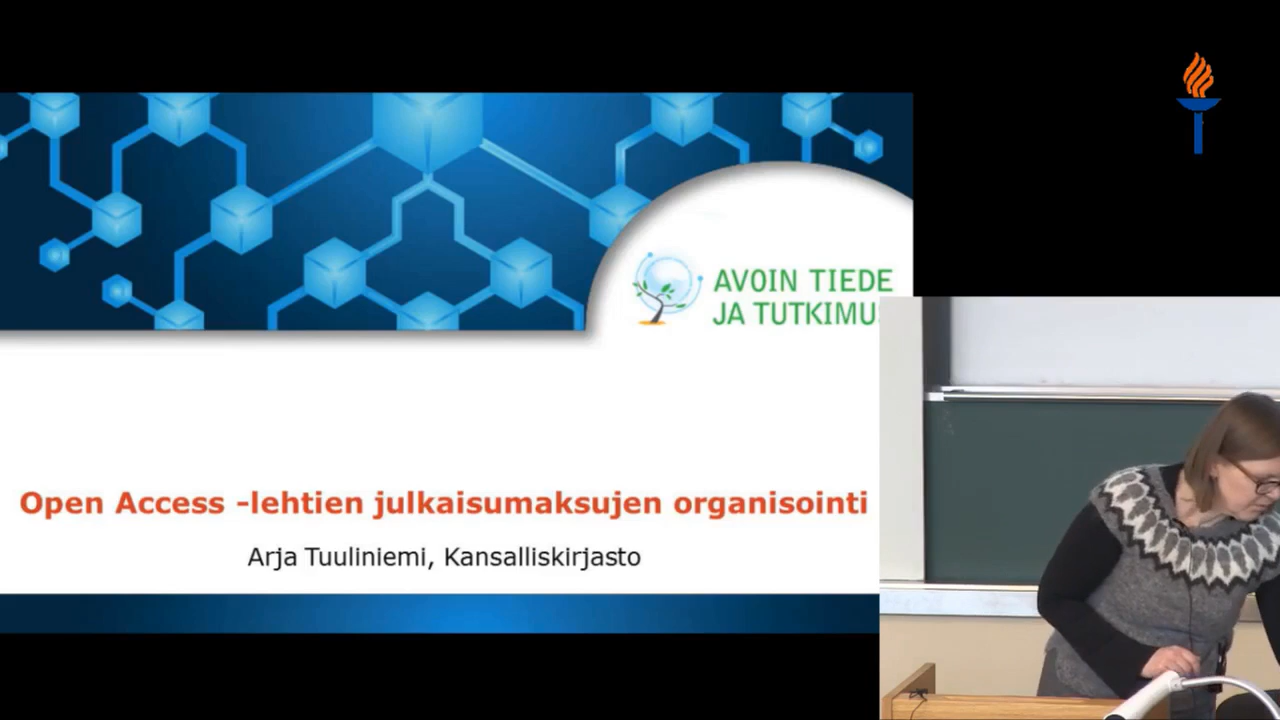 AVOIN TIEDE
JA TUTKIMU
Open Access -lehtien julkaisumaksujen organisointi
Arja Tuuliniemi, Kansalliskirjasto